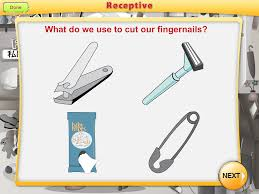 Done
Receptive
What do we use to cut our fingernails?
NEXT